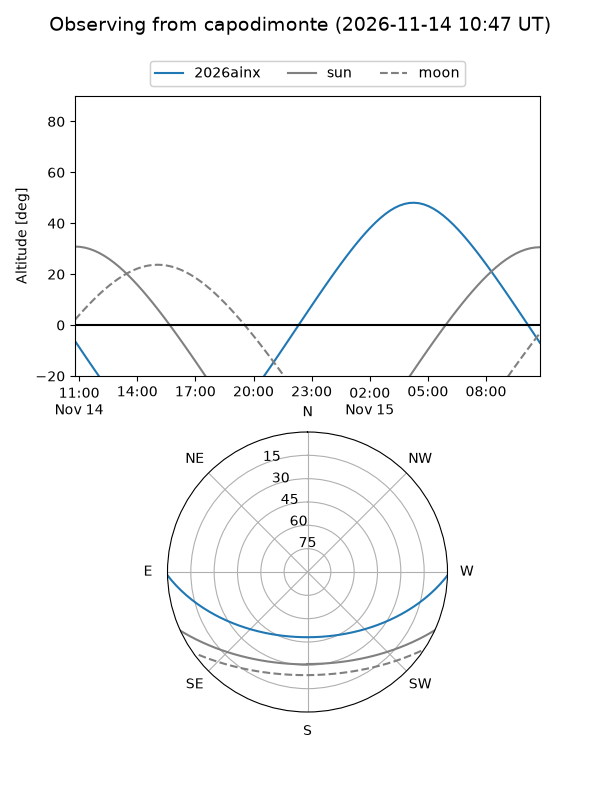 Observing from capodimonte (2026-11-14 10:47 UT)
2026ainx sun moon
80
60
40
20
0
−20
Altitude [deg]
11:00 14:00 17:00 20:00 23:00 02:00 05:00 08:00
Nov 14 Nov 15
N
NE NW
15
30
45
60
75
E W
SE SW
S